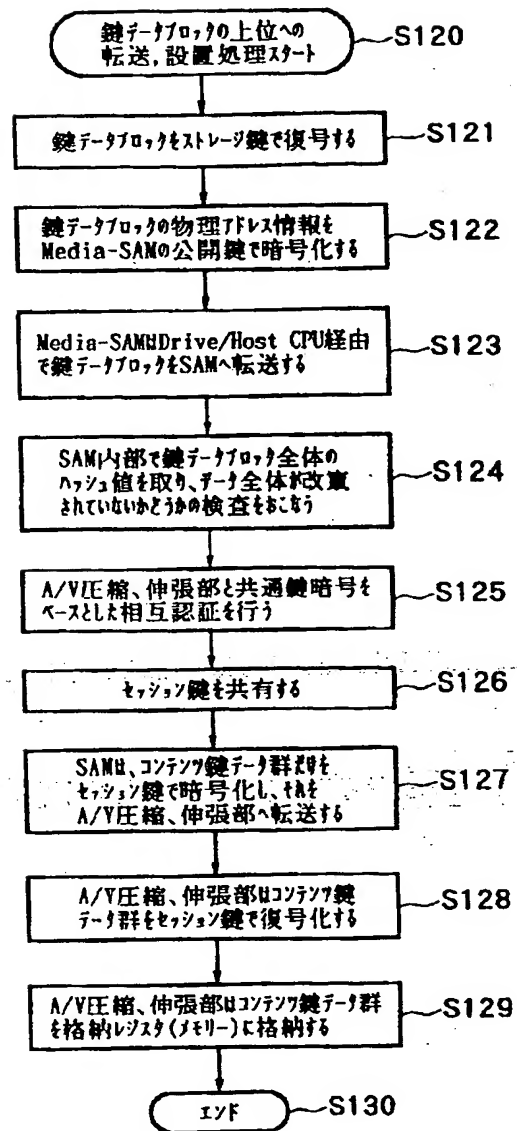 鍵データブロックの上位への
転送,設置処理スタート
S120
鍵データブロックをストレージ鍵で復号する
S121
鍵データブロックの物理アドレス情報を
Media-SAMの公開鍵で暗号化する
S122
Media-SAMはDrive/Host CPU経由
で鍵データブロックをSAMへ転送する
S123
SAM内部で鍵データブロック全体の
ハッシュ値を取り、データ全体が改竄
されていないかどうかの検査をおこなう
S124
A/V圧縮、伸張部と共通鍵暗号を
ベースとした相互認証を行う
S125
セッション鍵を共有する
S126
SAMは、コンテンツ鍵データ群だけを
セッション鍵で暗号化し、それを
A/V圧縮、伸張部へ転送する
S127
A/V圧縮、伸張部はコンテンツ鍵
データ群をセッション鍵で復号化する
S128
A/V圧縮、伸張部はコンテンツ鍵データ群
を格納レジスタ(メモリー)に格納する
S129
エンド
S130